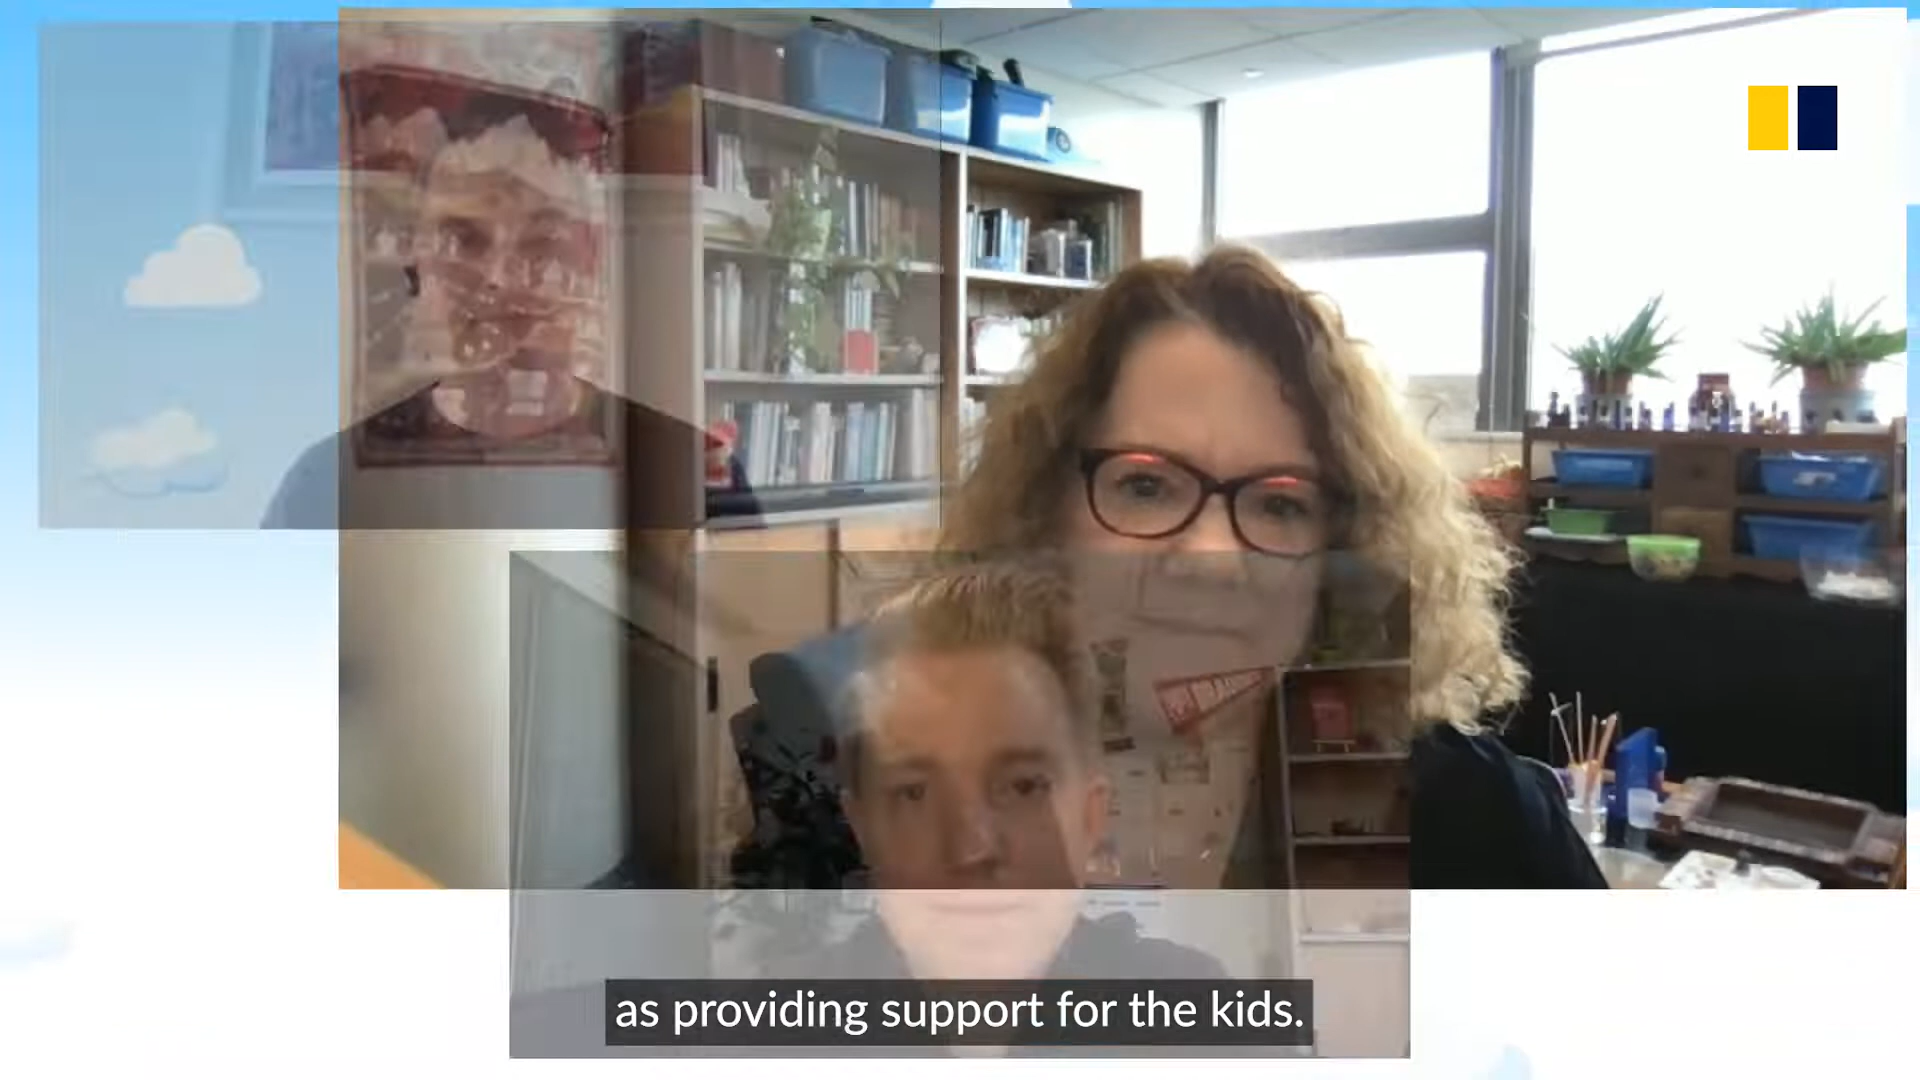 as providing support for the kids.